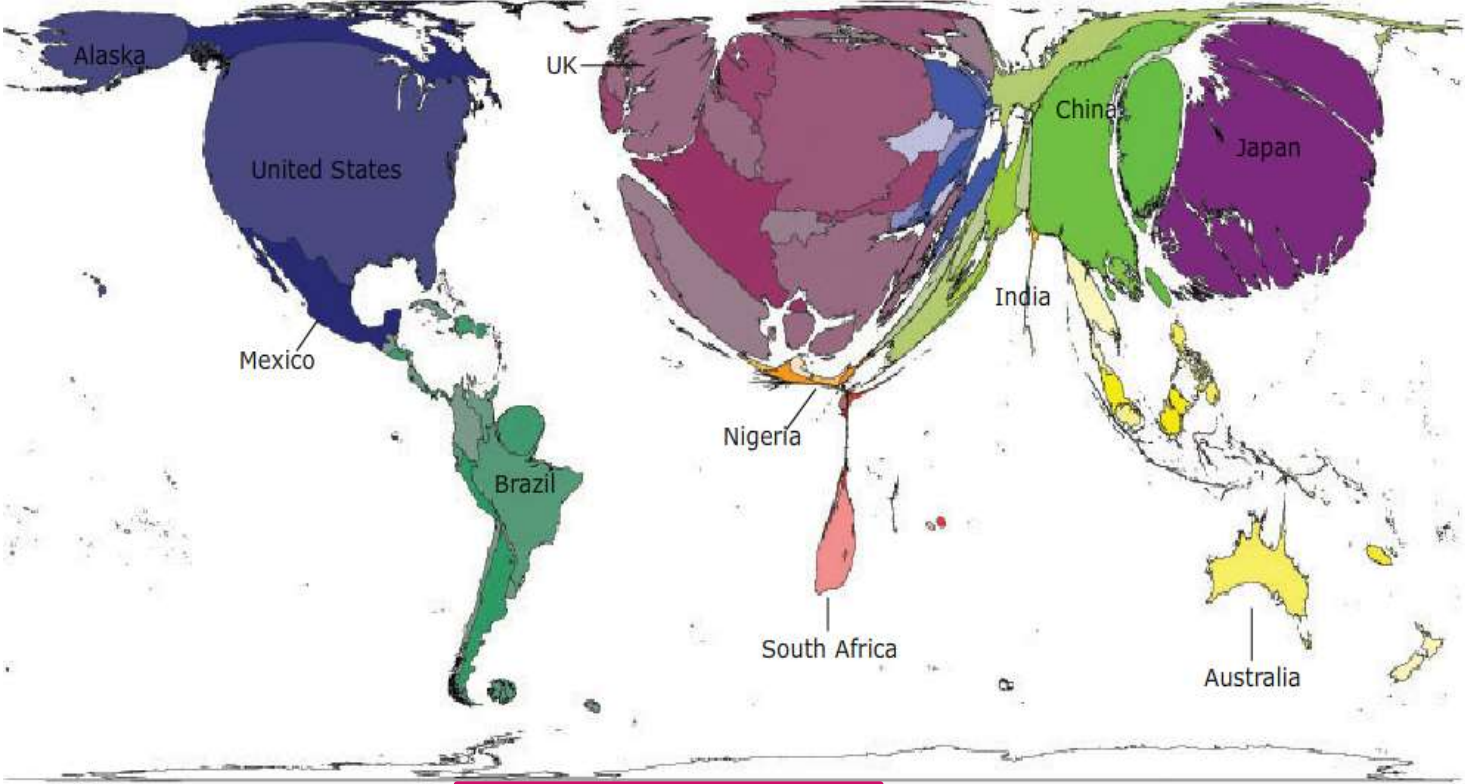 Alaska
UK
China
Japan
United States
India
Mexico
Nigeria
Brazil
South Africa
Australia